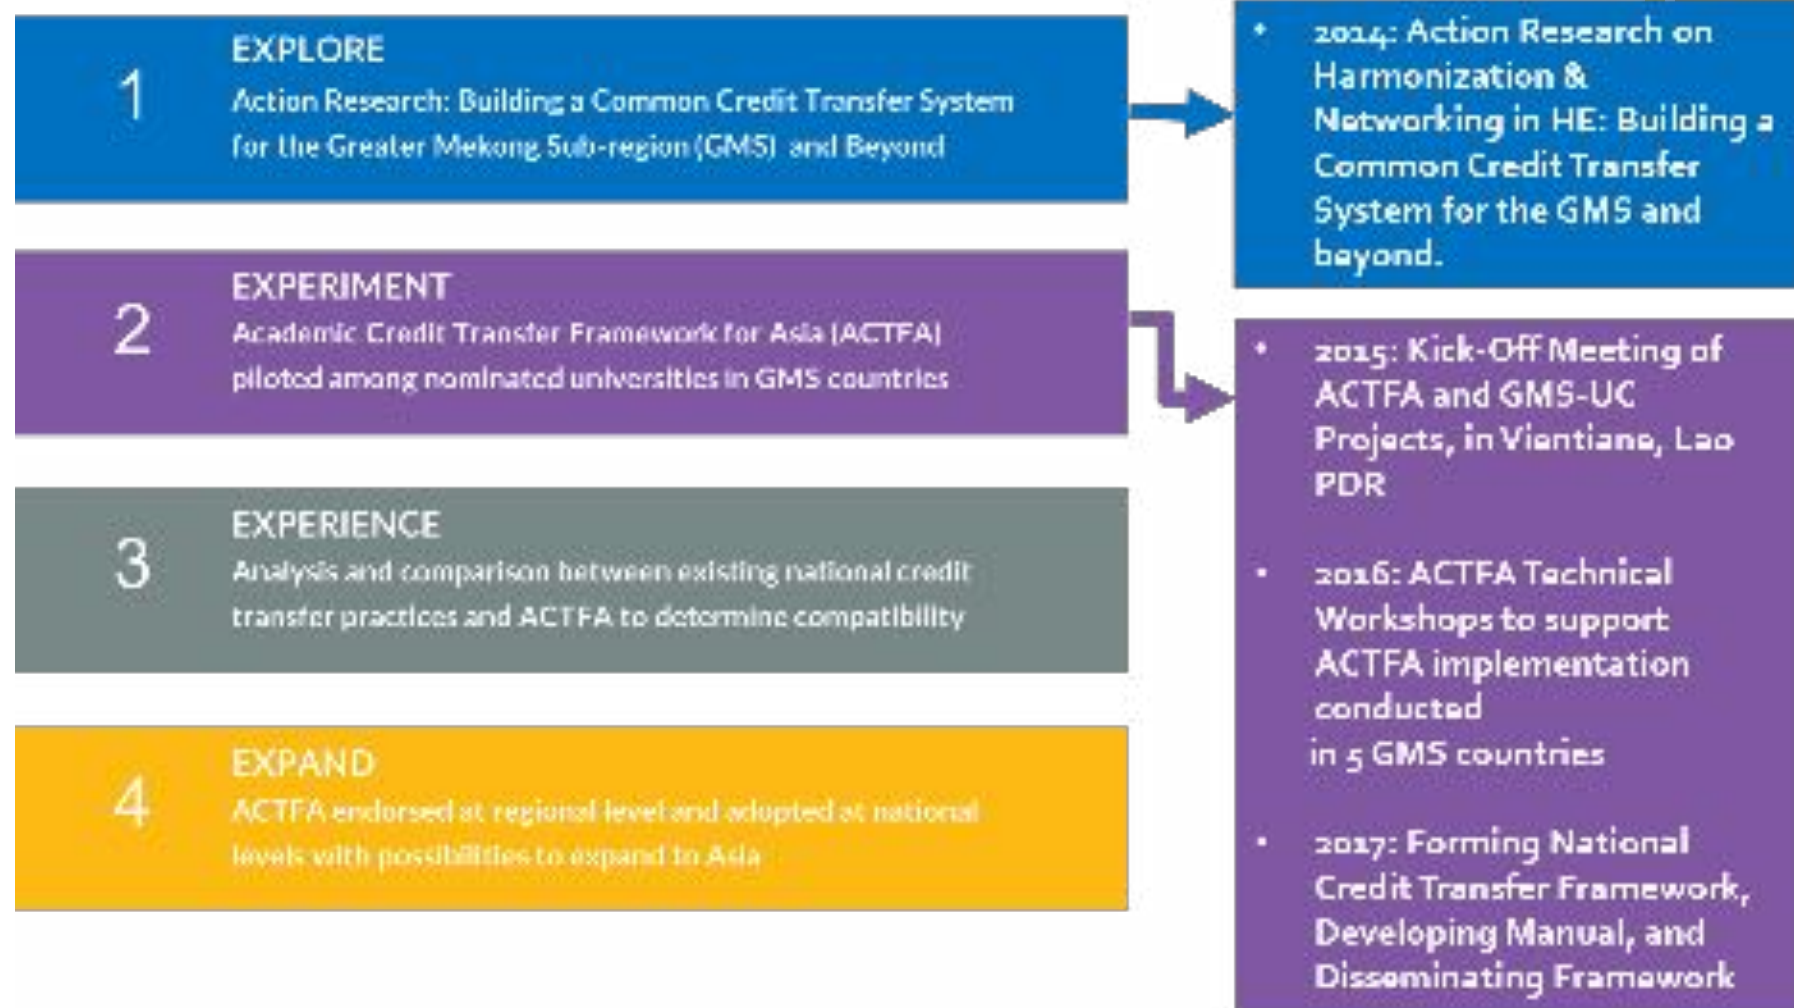 1
EXPLORE
Action Research: Building a Common Credit Transfer System
for the Greater Mekong Sub-region (GMS) and Beyond
2
EXPERIMENT
Academic Credit Transfer Framework for Asia (ACTFA)
piloted among nominated universities in GMS countries
3
EXPERIENCE
Analysis and comparison between existing national credit
transfer practices and ACTFA to determine compatibility
4
EXPAND
ACTFA endorsed at regional level and adopted at national
levels with possibilities to expand to Asia
• 2014: Action Research on
Harmonization &
Networking in HE: Building a
Common Credit Transfer
System for the GMS and
beyond.
• 2015: Kick-Off Meeting of
ACTFA and GMS-UC
Projects, in Vientiane, Lao
PDR
• 2016: ACTFA Technical
Workshops to support
ACTFA implementation
conducted
in 5 GMS countries
• 2017: Forming National
Credit Transfer Framework,
Developing Manual, and
Disseminating Framework